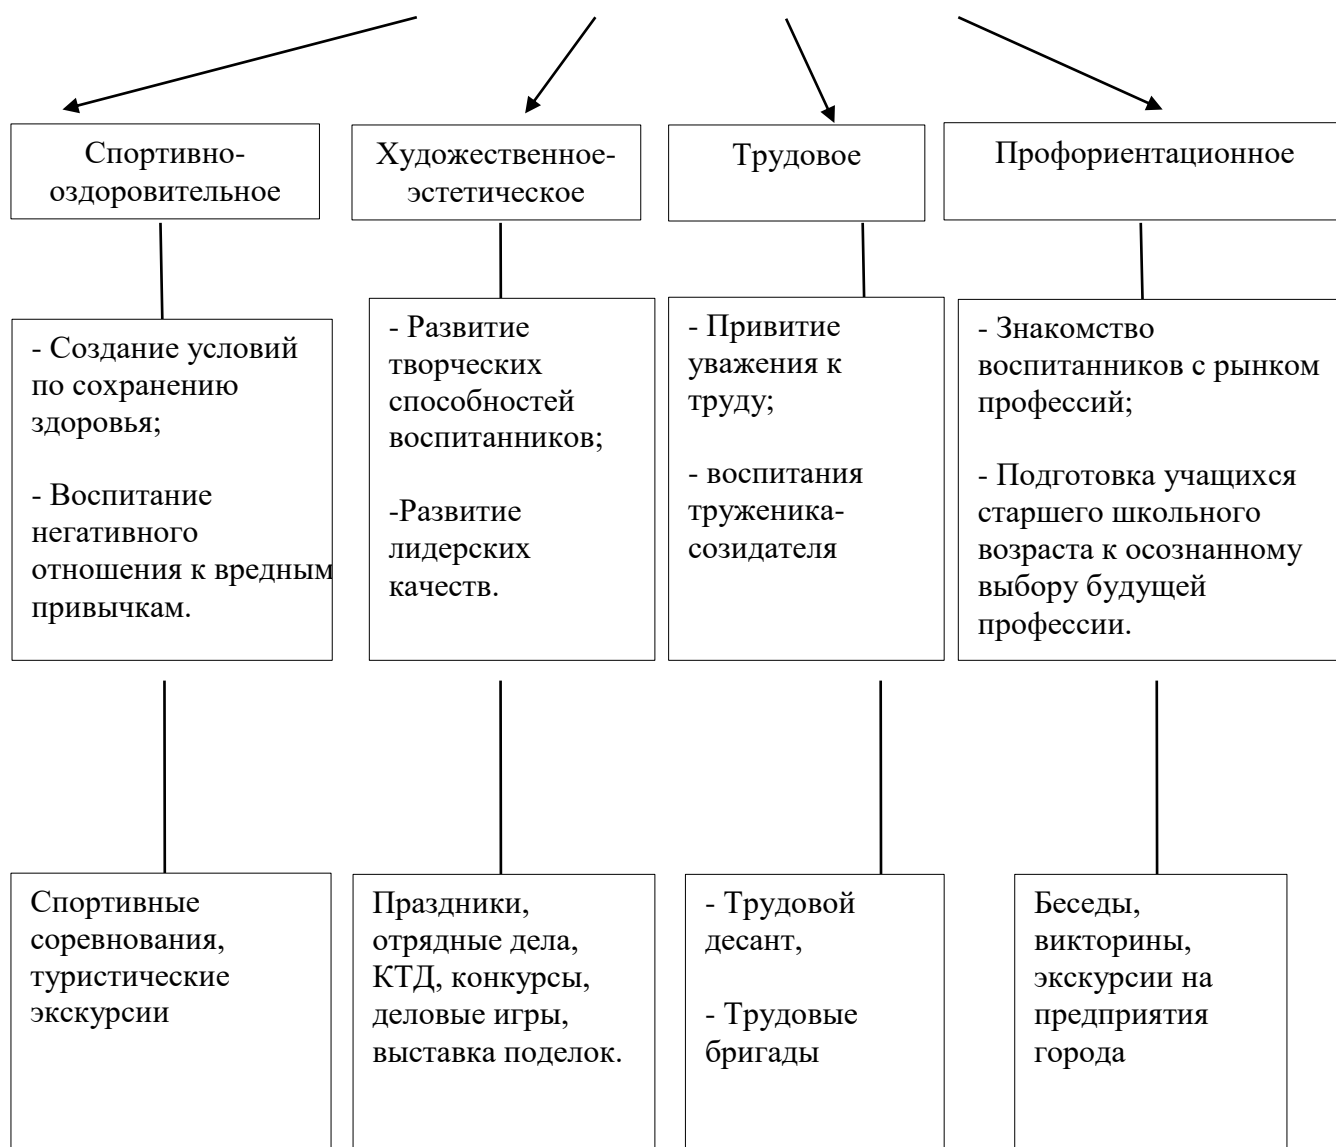 Спортивно-
оздоровительное
Художественное-
эстетическое
Трудовое
Профориентационное
- Создание условий
по сохранению
здоровья;
- Воспитание
негативного
отношения к вредным
привычкам.
- Развитие
творческих
способностей
воспитанников;
-Развитие
лидерских
качеств.
- Привитие
уважения к
труду;
- воспитания
труженика-
созидателя
- Знакомство
воспитанников с рынком
профессий;
- Подготовка учащихся
старшего школьного
возраста к осознанному
выбору будущей
профессии.
Спортивные
соревнования,
туристические
экскурсии
Праздники,
отрядные дела,
КТД, конкурсы,
деловые игры,
выставка поделок.
- Трудовой
десант,
- Трудовые
бригады
Беседы,
викторины,
экскурсии на
предприятия
города